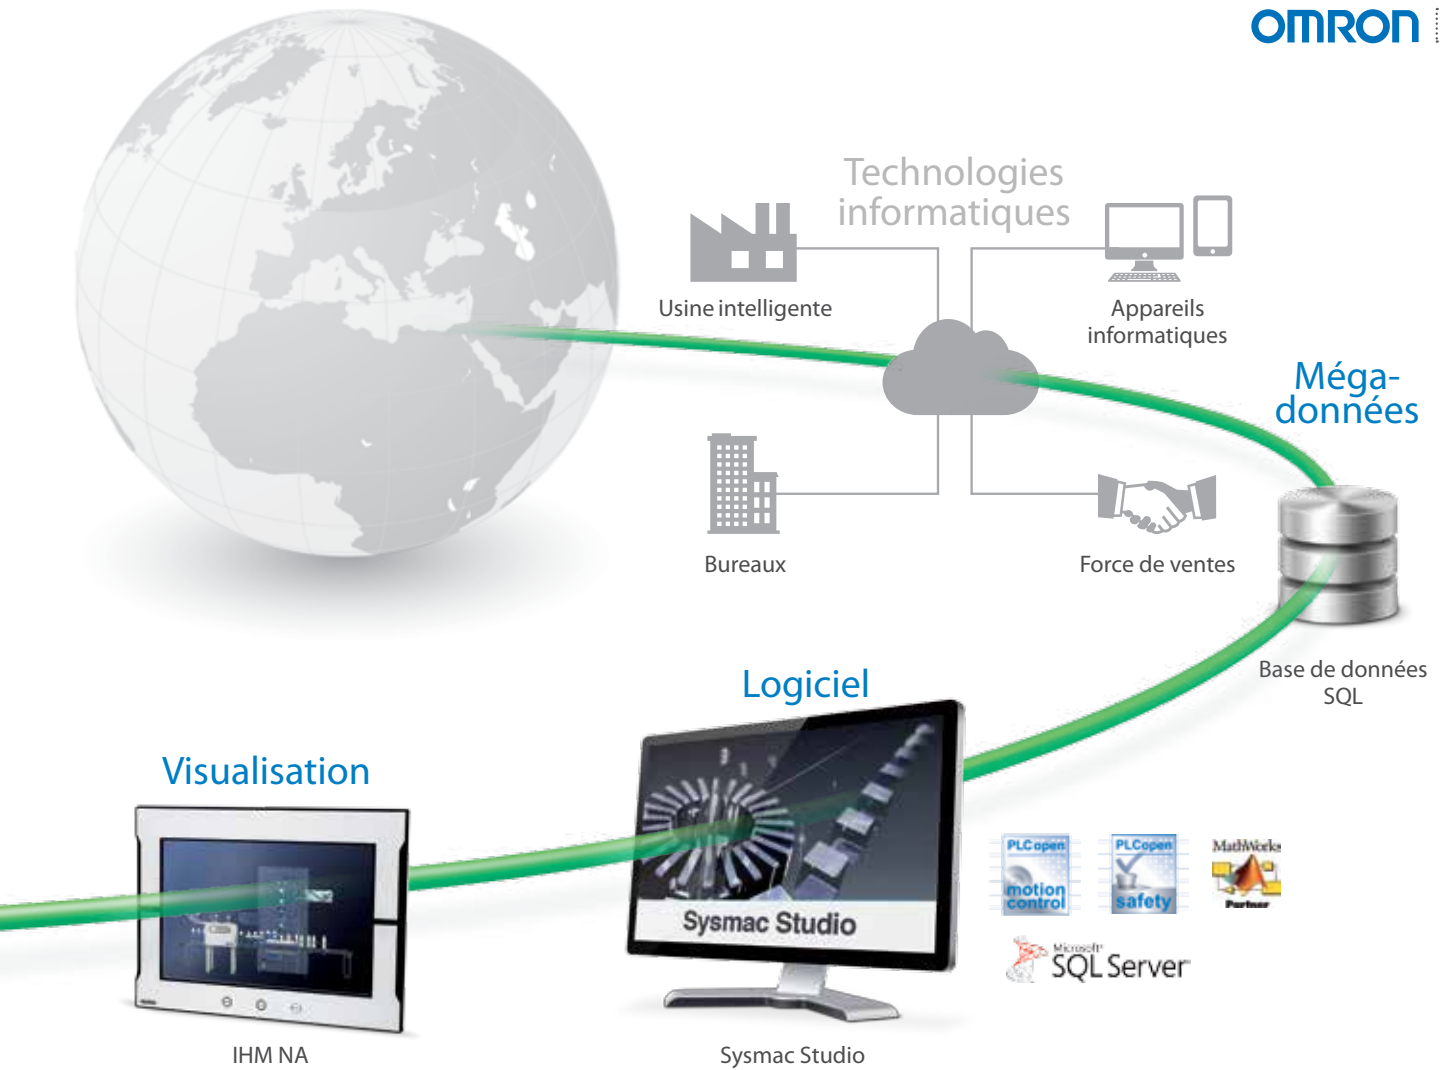 OMRON
Technologies
informatiques
Usine intelligente
Appareils
informatiques
Méga-
données
Bureaux
Force de ventes
Base de données
SQL
Logiciel
Visualisation
Sysmac Studio
PLCopen
motion
control
PLCopen
safety
MathWorks
Partner
Microsoft
SQL Server
IHM NA
Sysmac Studio